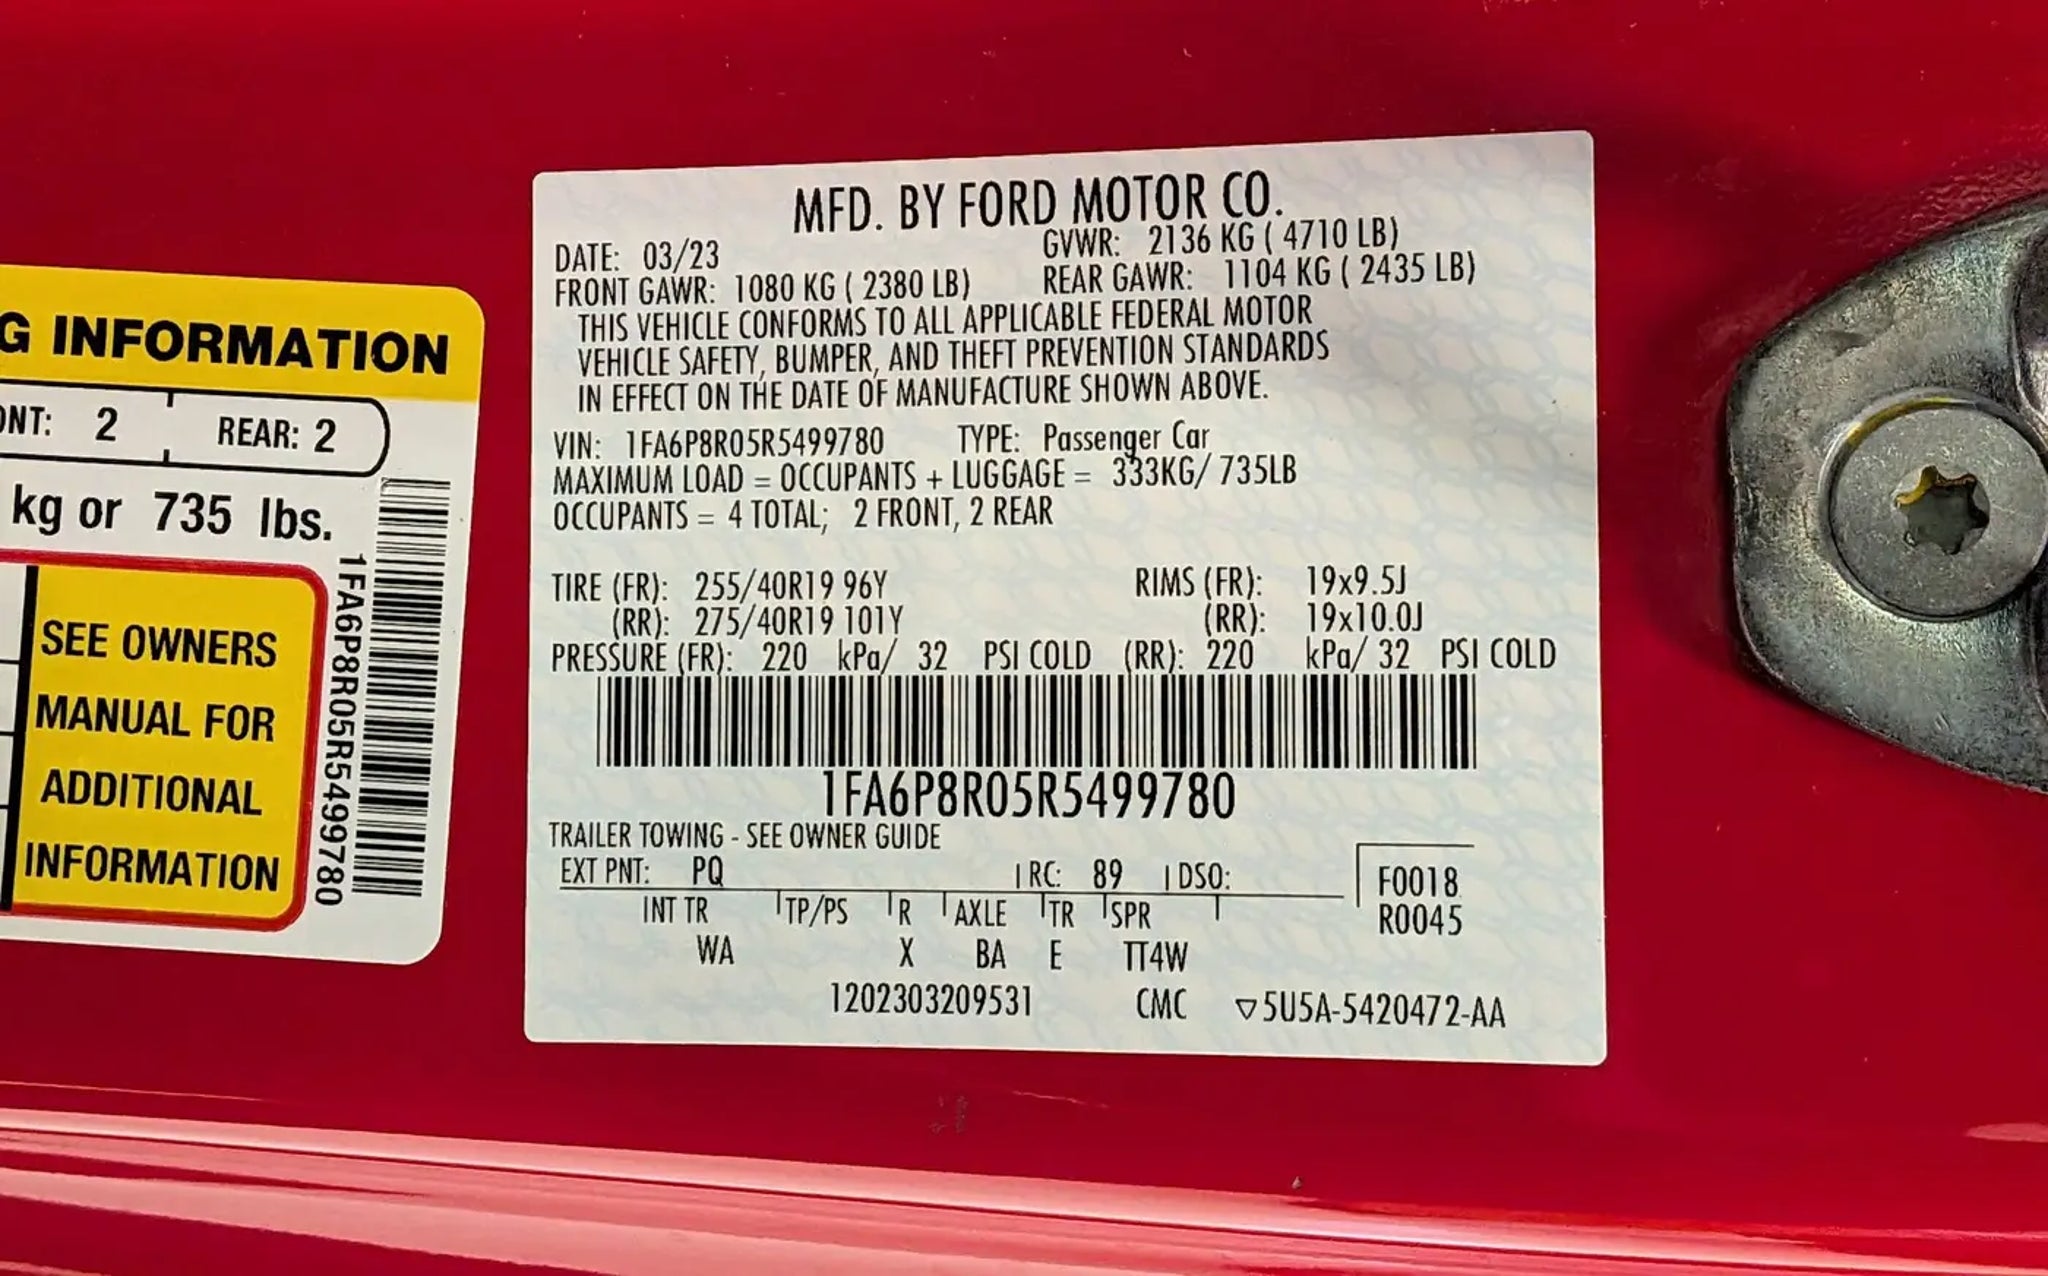 MFD. BY FORD MOTOR CO.
DATE: 03/23 GVWR: 2136 KG ( 4710 LB)
FRONT GAWR: 1080 KG ( 2380 LB) REAR GAWR: 1104 KG ( 2435 LB)
THIS VEHICLE CONFORMS TO ALL APPLICABLE FEDERAL MOTOR
VEHICLE SAFETY, BUMPER, AND THEFT PREVENTION STANDARDS
IN EFFECT ON THE DATE OF MANUFACTURE SHOWN ABOVE.
VIN: 1FA6P8R05R5499780 TYPE: Passenger Car
MAXIMUM LOAD = OCCUPANTS + LUGGAGE = 333KG/ 735LB
OCCUPANTS = 4 TOTAL; 2 FRONT, 2 REAR
TIRE (FR): 255/40R19 96Y RIMS (FR): 19x9.5J
(RR): 275/40R19 101Y (RR): 19x10.0J
PRESSURE (FR): 220 kPa/ 32 PSI COLD (RR): 220 kPa/ 32 PSI COLD
1FA6P8R05R5499780
TRAILER TOWING - SEE OWNER GUIDE
EXT PNT: PQ RC: 89 DSO:
F0018
R0045
INT TR TP/PS R AXLE TR SPR
WA X BA E TT4W
1202303209531 CMC ▽5U5A-5420472-AA
G INFORMATION
ONT: 2 REAR: 2
kg or 735 lbs.
SEE OWNERS
MANUAL FOR
ADDITIONAL
INFORMATION
1FA6P8R05R5499780